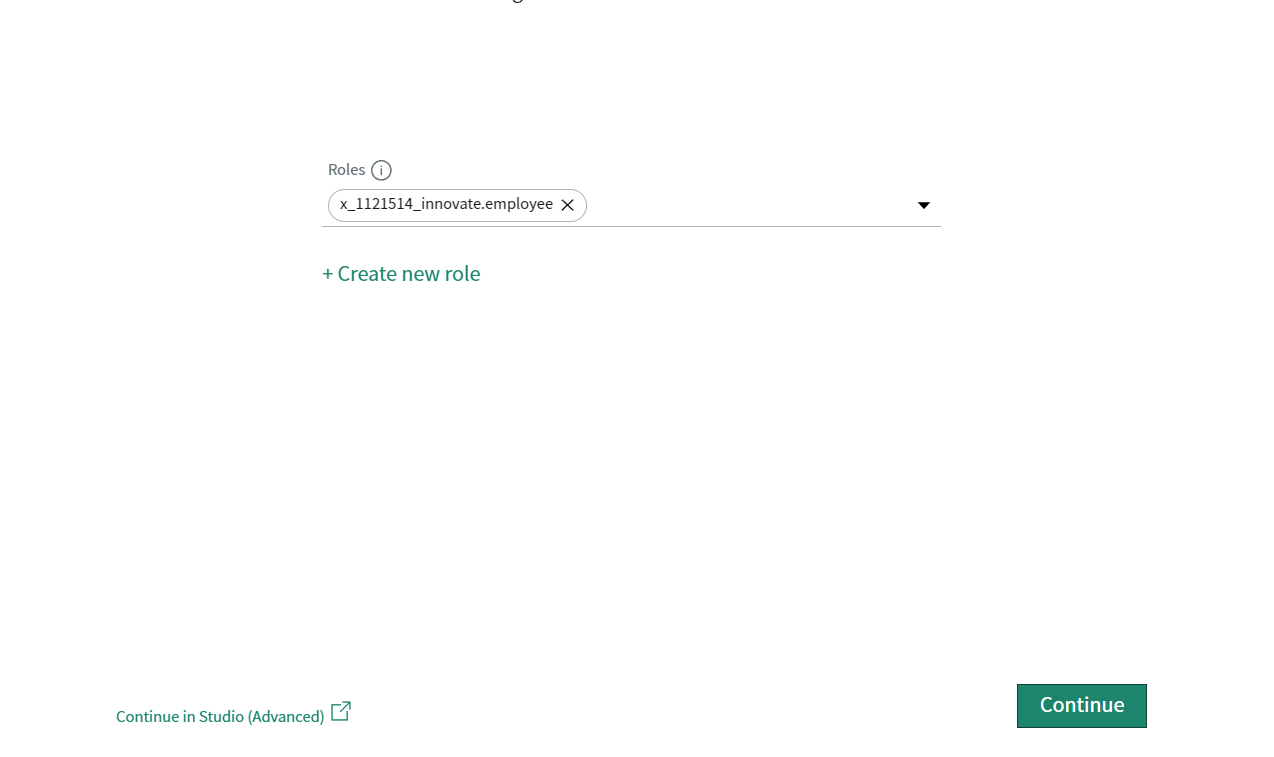 Roles
x_1121514_innovate.employee
+ Create new role
Continue in Studio (Advanced)
Continue